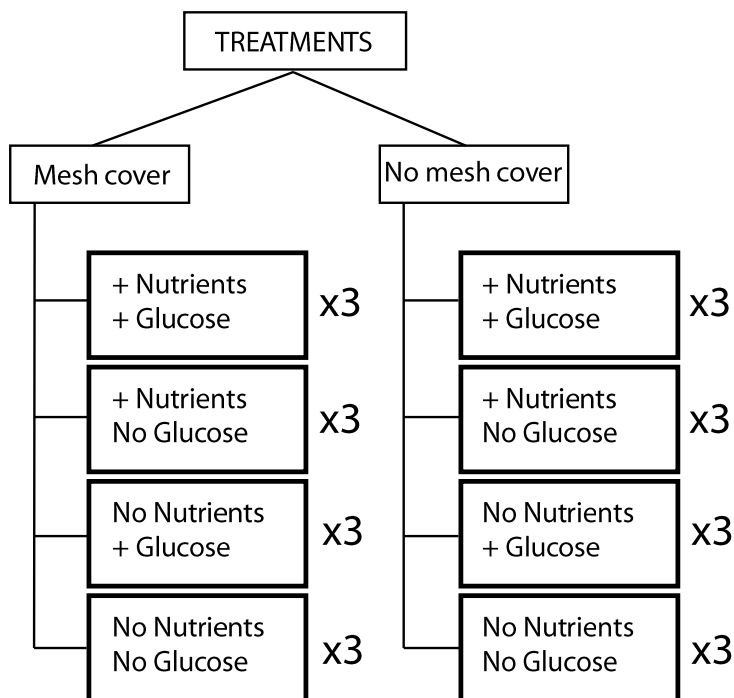 TREATMENTS
Mesh cover
+ Nutrients
+ Glucose
x3
+ Nutrients
No Glucose
x3
No Nutrients
+ Glucose
x3
No Nutrients
No Glucose
x3
No mesh cover
+ Nutrients
+ Glucose
x3
+ Nutrients
No Glucose
x3
No Nutrients
+ Glucose
x3
No Nutrients
No Glucose
x3